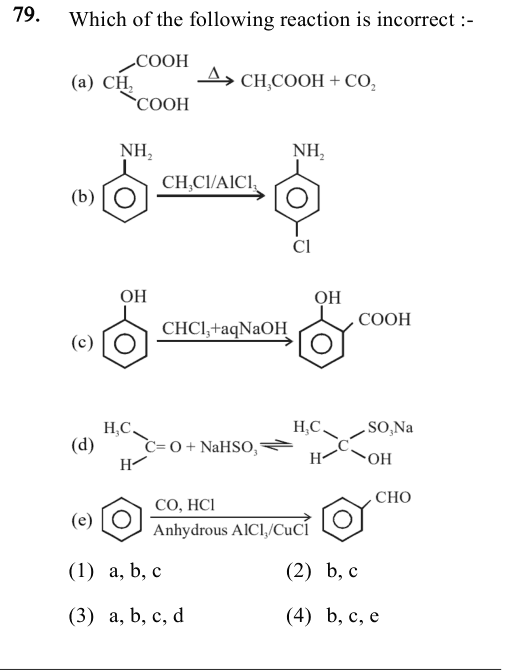 79. Which of the following reaction is incorrect :-
COOH
(a) CH₂ Δ CH₃COOH + CO₂
COOH
NH₂ NH₂
(b) CH₃Cl/AlCl₃
Cl
OH OH
COOH
(c) CHCl₃+aqNaOH
H₃C H₃C SO₃Na
(d) C=O + NaHSO₃ ⇌ C
H H OH
CHO
(e) CO, HCl
Anhydrous AlCl₃/CuCl
(1) a, b, c (2) b, c
(3) a, b, c, d (4) b, c, e